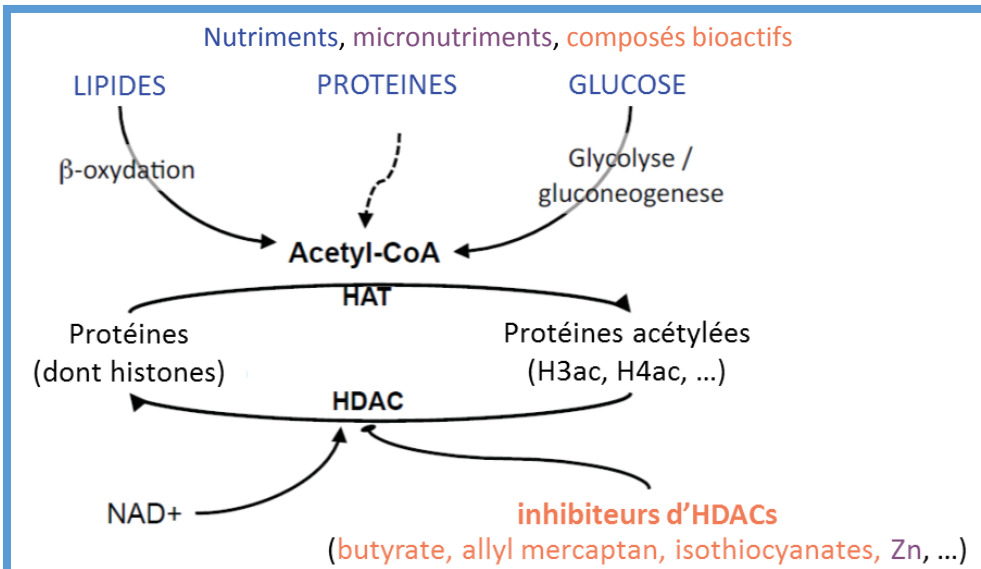 Nutriments, micronutriments, composés bioactifs
LIPIDES PROTEINES GLUCOSE
β-oxydation
Glycolyse /
gluconeogenese
Acetyl-CoA
HAT
Protéines
(dont histones)
Protéines acétylées
(H3ac, H4ac, ...)
HDAC
NAD+
inhibiteurs d’HDACs
(butyrate, allyl mercaptan, isothiocyanates, Zn, ...)